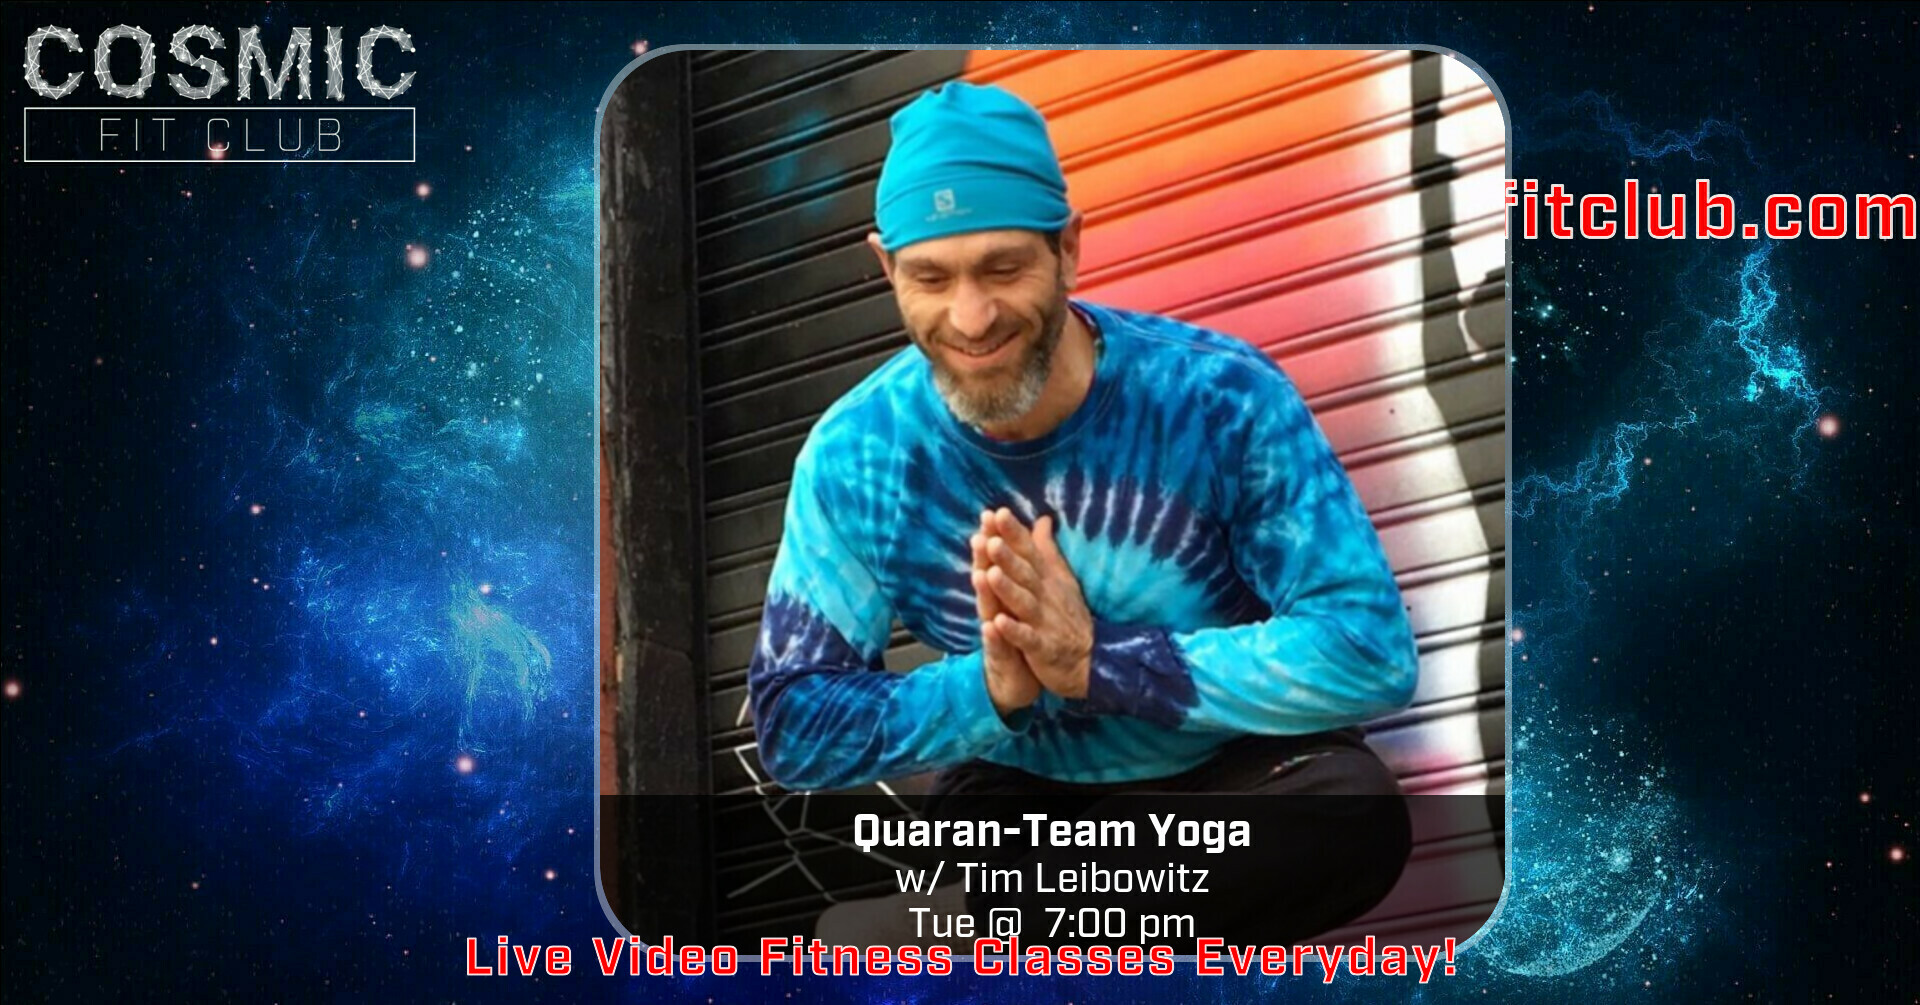 COSMIC
FIT CLUB
fitclub.com
Quaran-Team Yoga
w/ Tim Leibowitz
Tue @ 7:00 pm
Live Video Fitness Classes Everyday!